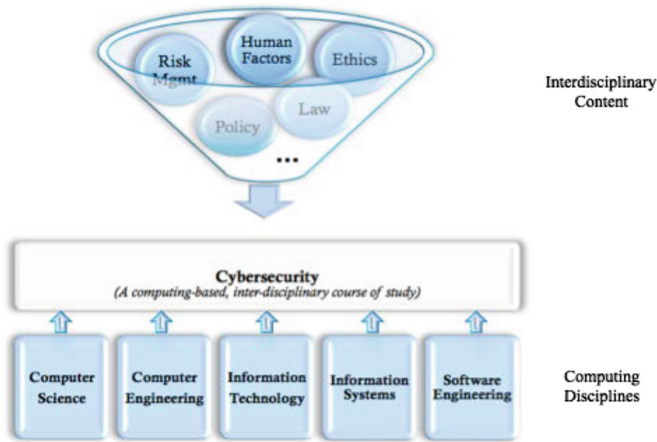 Human
Factors
Risk
Mgmt
Ethics
Law
Policy
...
Interdisciplinary
Content
Cybersecurity
(A computing-based, inter-disciplinary course of study)
Computer
Science
Computer
Engineering
Information
Technology
Information
Systems
Software
Engineering
Computing
Disciplines